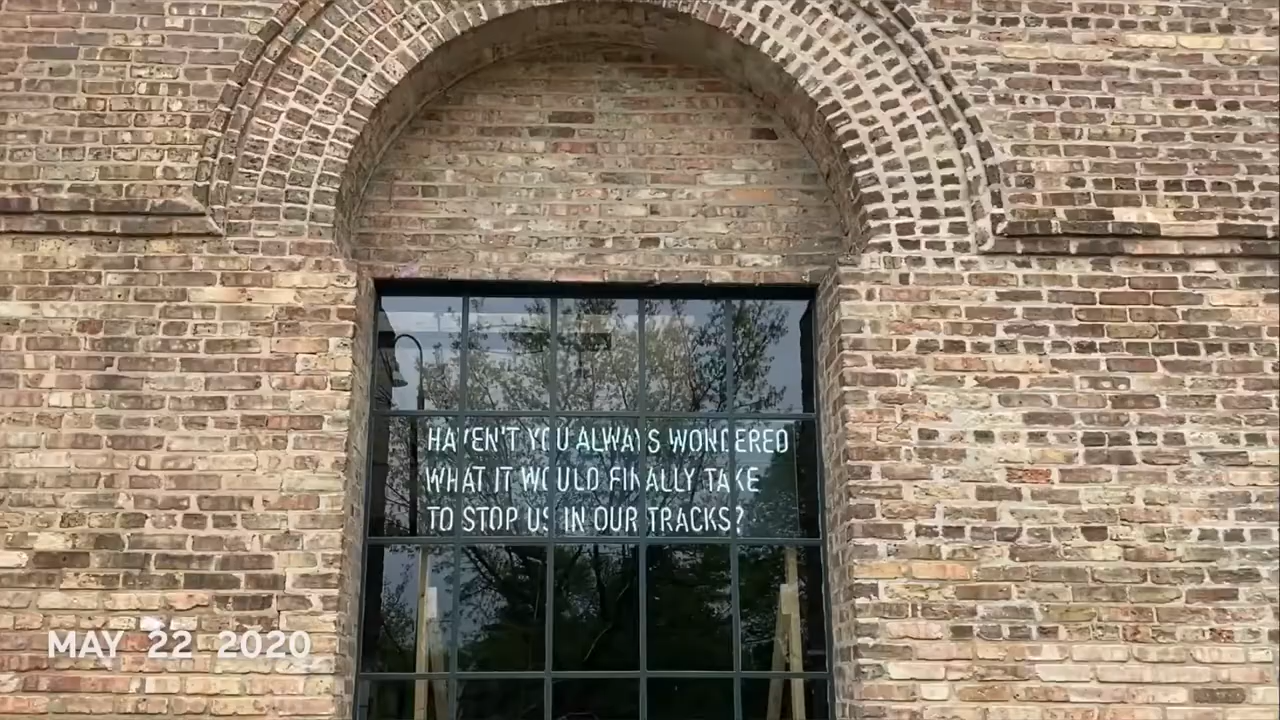 HAVEN'T YOU ALWAYS WONDERED
WHAT IT WOULD FINALLY TAKE
TO STOP US IN OUR TRACKS?
MAY 22 2020